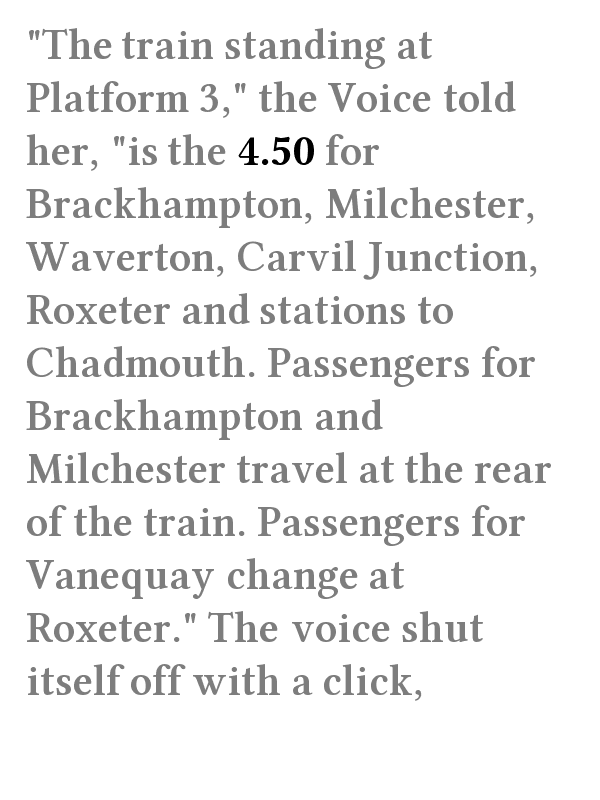 "The train standing at
Platform 3," the Voice told
her, "is the 4.50 for
Brackhampton, Milchester,
Waverton, Carvil Junction,
Roxeter and stations to
Chadmouth. Passengers for
Brackhampton and
Milchester travel at the rear
of the train. Passengers for
Vanequay change at
Roxeter." The voice shut
itself off with a click,